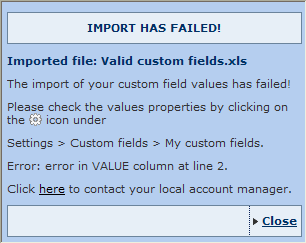 IMPORT HAS FAILED!
Imported file: Valid custom fields.xls
The import of your custom field values has failed!
Please check the values properties by clicking on
the icon under
Settings > Custom fields > My custom fields.
Error: error in VALUE column at line 2.
Click here to contact your local account manager.
Close